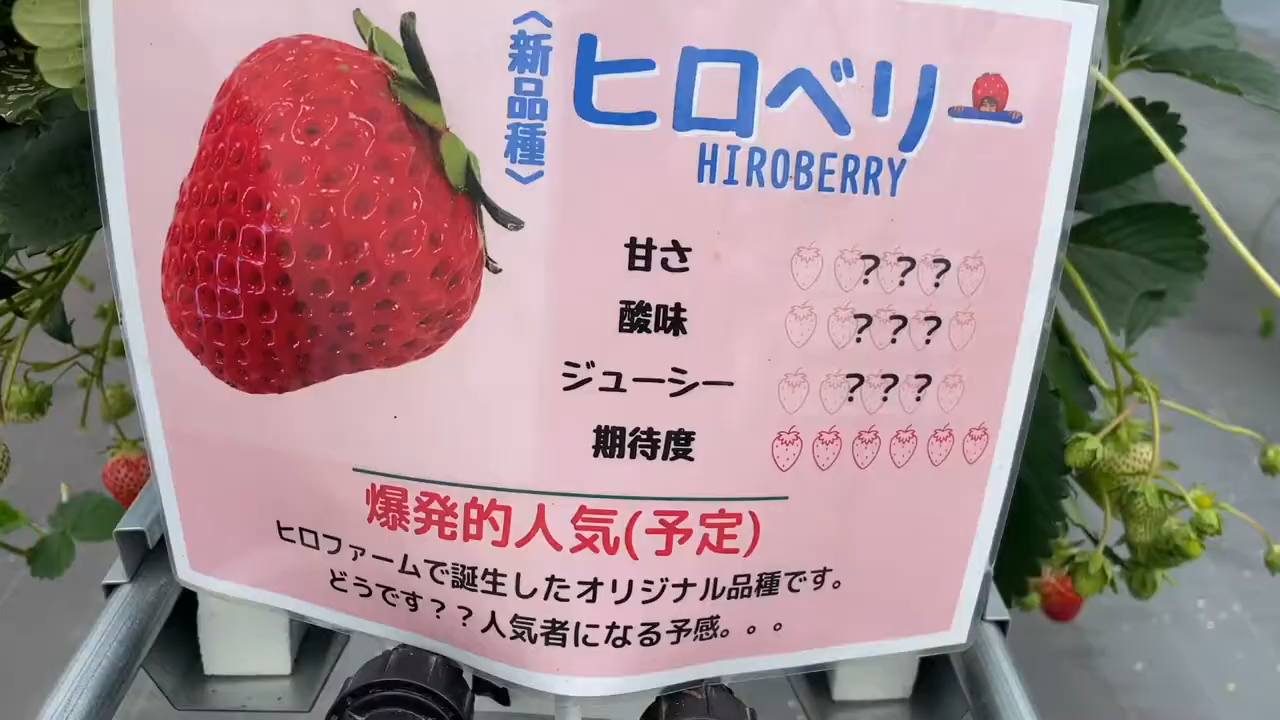 〈新品種〉
ヒロベリー
HIROBERRY
甘さ ???
酸味 ???
ジューシー ???
期待度
爆発的人気(予定)
ヒロファームで誕生したオリジナル品種です。
どうです??人気者になる予感。。。